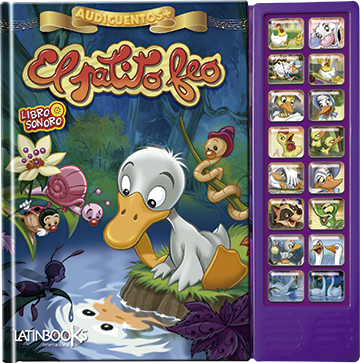 AUDICUENTOS+
El patito feo
LIBRO
SONORO
LATINBOOKS